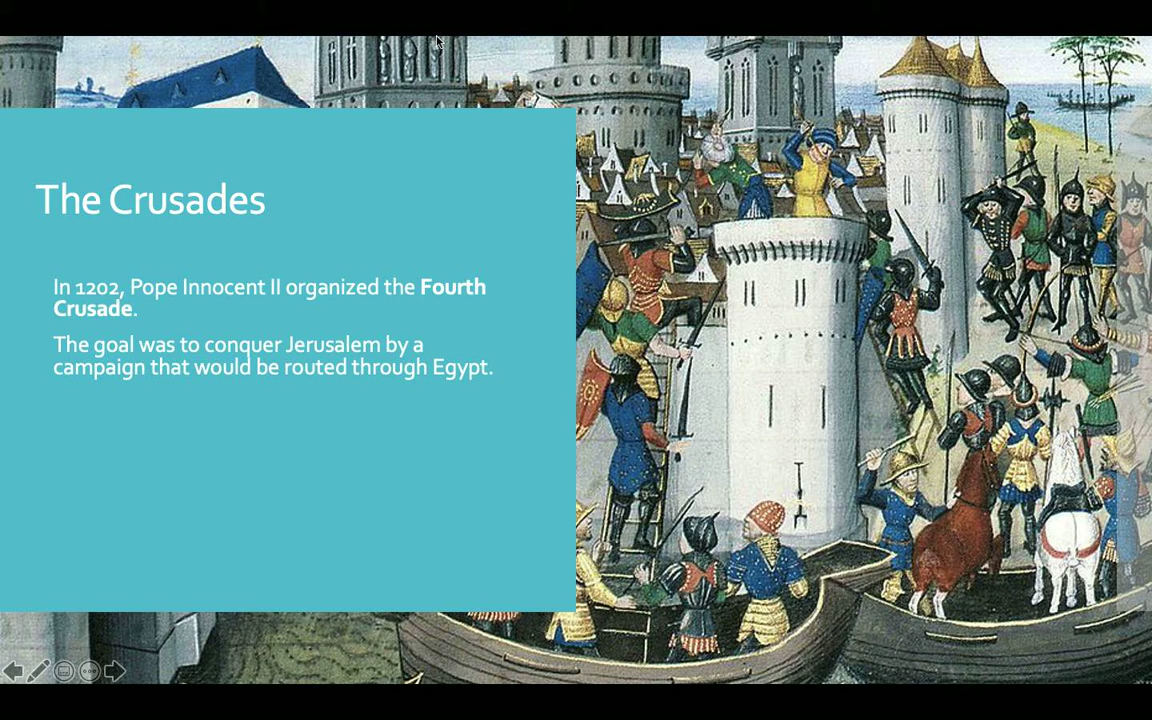 The Crusades
In 1202, Pope Innocent II organized the Fourth
Crusade.
The goal was to conquer Jerusalem by a
campaign that would be routed through Egypt.